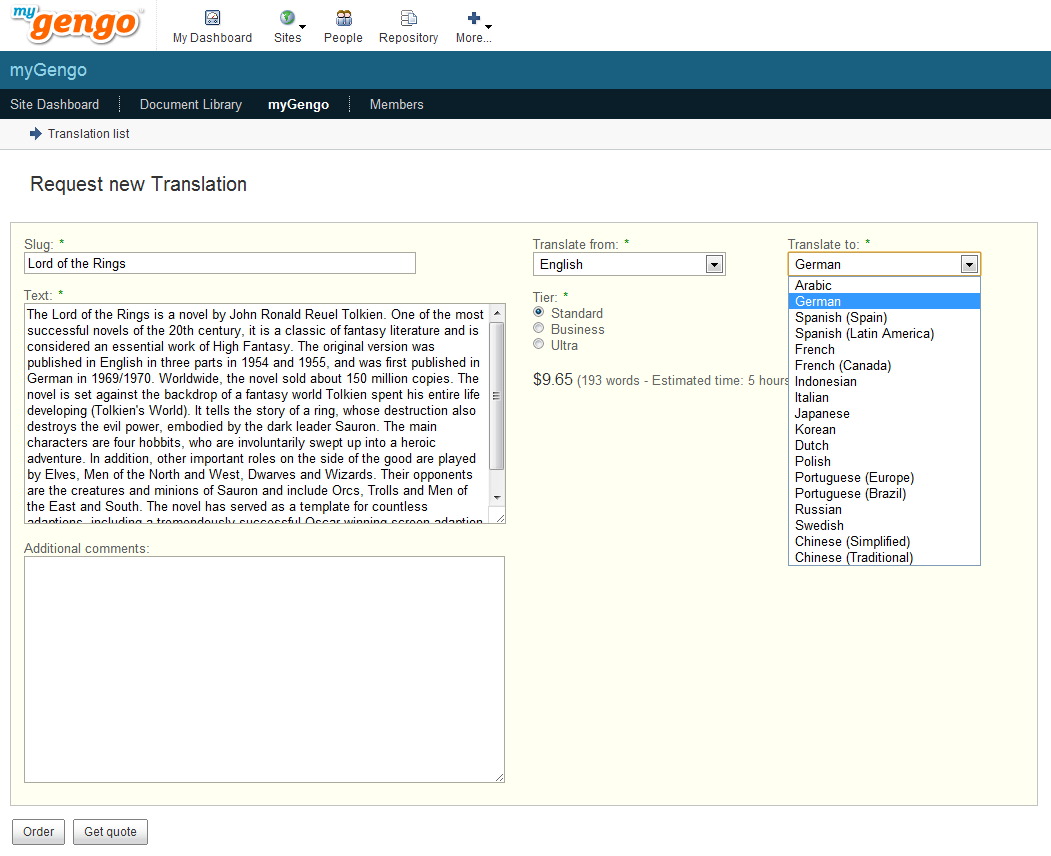 my gengo
My Dashboard
Sites
People
Repository
More...
myGengo
Site Dashboard
Document Library
myGengo
Members
Translation list
Request new Translation
Slug: *
Lord of the Rings
Text: *
The Lord of the Rings is a novel by John Ronald Reuel Tolkien. One of the most
successful novels of the 20th century, it is a classic of fantasy literature and is
considered an essential work of High Fantasy. The original version was
published in English in three parts in 1954 and 1955, and was first published in
German in 1969/1970. Worldwide, the novel sold about 150 million copies. The
novel is set against the backdrop of a fantasy world Tolkien spent his entire life
developing (Tolkien's World). It tells the story of a ring, whose destruction also
destroys the evil power, embodied by the dark leader Sauron. The main
characters are four hobbits, who are involuntarily swept up into a heroic
adventure. In addition, other important roles on the side of the good are played
by Elves, Men of the North and West, Dwarves and Wizards. Their opponents
are the creatures and minions of Sauron and include Orcs, Trolls and Men of
the East and South. The novel has served as a template for countless
adaptions, including a tremendously successful Oscar winning screen adaption
Additional comments:
Translate from: *
English
Tier: *
Standard
Business
Ultra
$9.65 (193 words - Estimated time: 5 hours
Translate to: *
German
Arabic
German
Spanish (Spain)
Spanish (Latin America)
French
French (Canada)
Indonesian
Italian
Japanese
Korean
Dutch
Polish
Portuguese (Europe)
Portuguese (Brazil)
Russian
Swedish
Chinese (Simplified)
Chinese (Traditional)
Order
Get quote